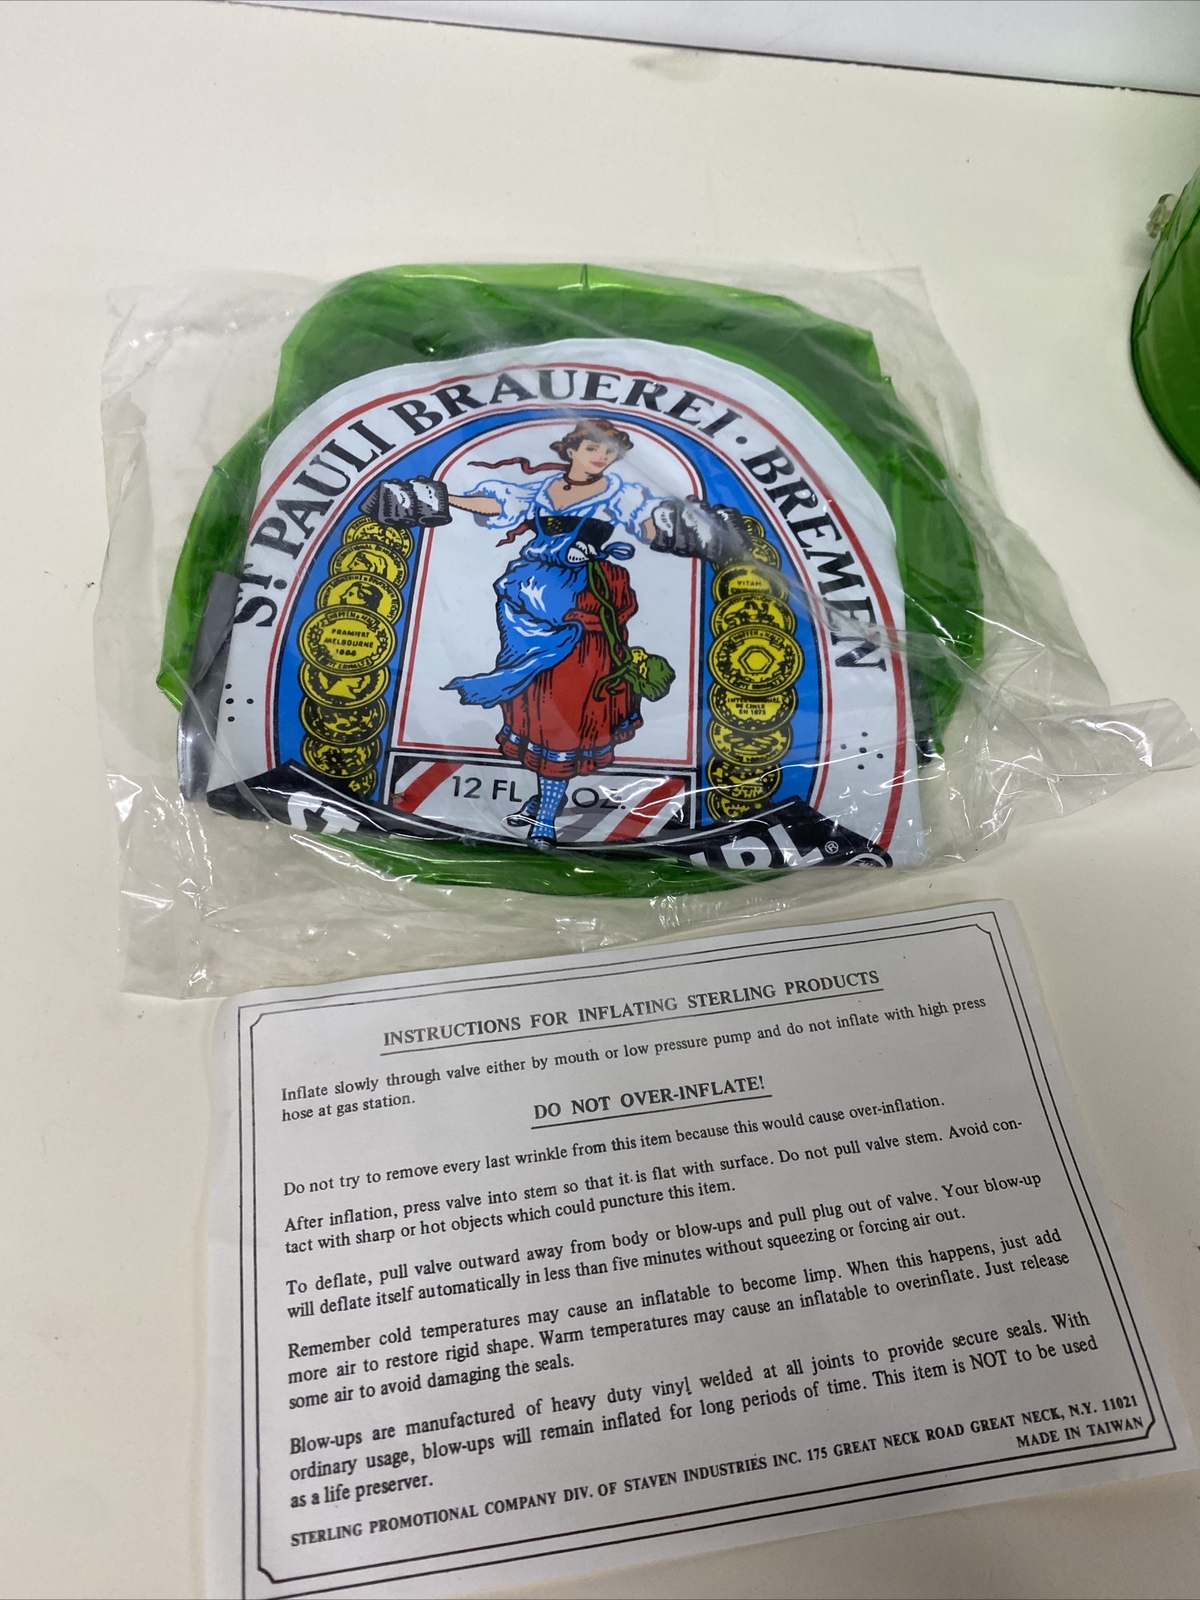 ST. PAULI BRAUEREI · BREMEN
PRAMIERT
MELBOURNE
1888
VITAM
INTERNATIONAL
DE CHILE
EN 1875
12 FL. OZ.
ST. GIRL®
INSTRUCTIONS FOR INFLATING STERLING PRODUCTS
Inflate slowly through valve either by mouth or low pressure pump and do not inflate with high press
hose at gas station.
DO NOT OVER-INFLATE!
Do not try to remove every last wrinkle from this item because this would cause over-inflation.
After inflation, press valve into stem so that it is flat with surface. Do not pull valve stem. Avoid con-
tact with sharp or hot objects which could puncture this item.
To deflate, pull valve outward away from body or blow-ups and pull plug out of valve. Your blow-up
will deflate itself automatically in less than five minutes without squeezing or forcing air out.
Remember cold temperatures may cause an inflatable to become limp. When this happens, just add
more air to restore rigid shape. Warm temperatures may cause an inflatable to overinflate. Just release
some air to avoid damaging the seals.
Blow-ups are manufactured of heavy duty vinyl welded at all joints to provide secure seals. With
ordinary usage, blow-ups will remain inflated for long periods of time. This item is NOT to be used
as a life preserver.
STERLING PROMOTIONAL COMPANY DIV. OF STAVEN INDUSTRIES INC. 175 GREAT NECK ROAD GREAT NECK, N.Y. 11021
MADE IN TAIWAN